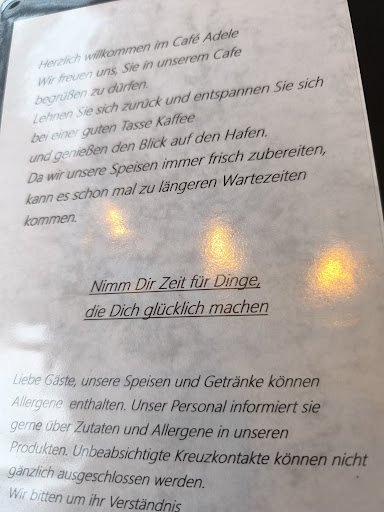 Herzlich willkommen im Café Adele
Wir freuen uns, Sie in unserem Cafe
begrüßen zu dürfen.
Lehnen Sie sich zurück und entspannen Sie sich
bei einer guten Tasse Kaffee
und genießen den Blick auf den Hafen.
Da wir unsere Speisen immer frisch zubereiten,
kann es schon mal zu längeren Wartezeiten
kommen.
Nimm Dir Zeit für Dinge,
die Dich glücklich machen
Liebe Gäste, unsere Speisen und Getränke können
Allergene enthalten. Unser Personal informiert sie
gerne über Zutaten und Allergene in unseren
Produkten. Unbeabsichtigte Kreuzkontakte können nicht
gänzlich ausgeschlossen werden.
Wir bitten um ihr Verständnis